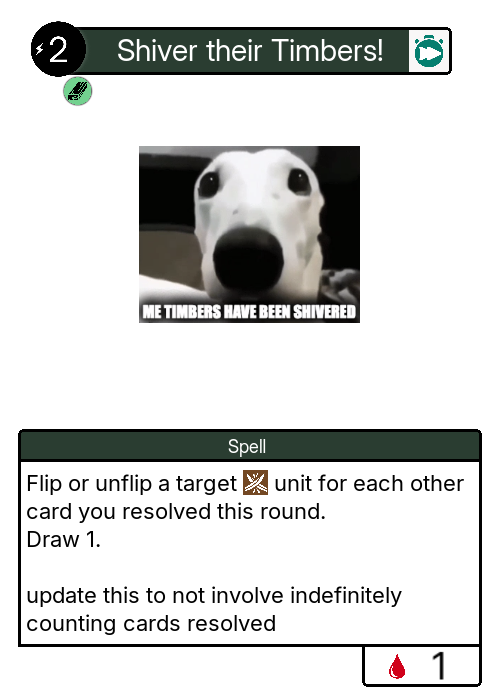 2
Shiver their Timbers!
ME TIMBERS HAVE BEEN SHIVERED
Spell
Flip or unflip a target unit for each other
card you resolved this round.
Draw 1.
update this to not involve indefinitely
counting cards resolved
1